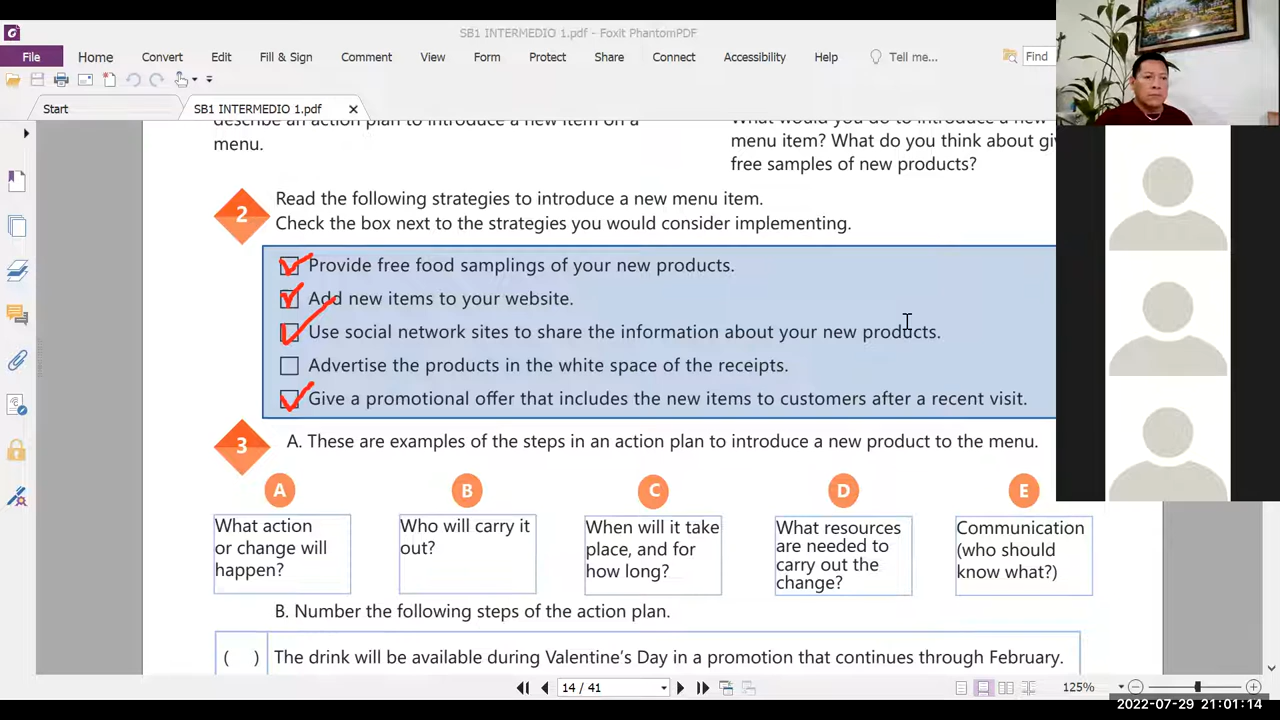 SB1 INTERMEDIO 1.pdf - Foxit PhantomPDF
File Home Convert Edit Fill & Sign Comment View Form Protect Share Connect Accessibility Help Tell me... Find
Start SB1 INTERMEDIO 1.pdf
describe an action plan to introduce a new item on a
menu.
What would you do to introduce a new
menu item? What do you think about
free samples of new products?
2
Read the following strategies to introduce a new menu item.
Check the box next to the strategies you would consider implementing.
Provide free food samplings of your new products.
Add new items to your website.
Use social network sites to share the information about your new products.
Advertise the products in the white space of the receipts.
Give a promotional offer that includes the new items to customers after a recent visit.
3
A. These are examples of the steps in an action plan to introduce a new product to the menu.
A
What action
or change will
happen?
B
Who will carry it
out?
C
When will it take
place, and for
how long?
D
What resources
are needed to
carry out the
change?
E
Communication
(who should
know what?)
B. Number the following steps of the action plan.
( ) The drink will be available during Valentine's Day in a promotion that continues through February.
14 / 41
125%
2022-07-29 21:01:14